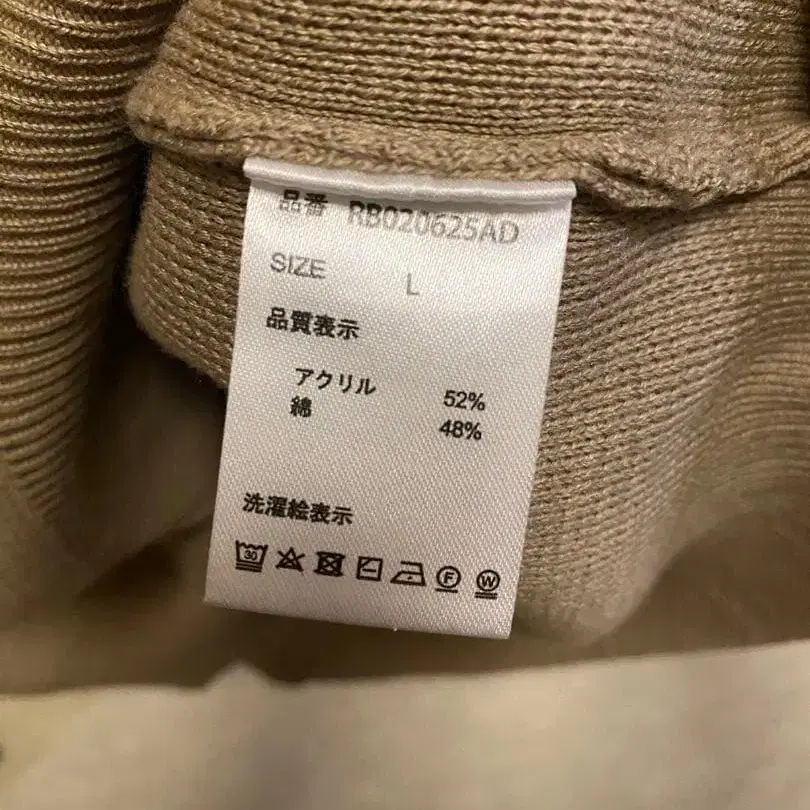 品番 RB020625AD
SIZE L
品質表示
アクリル 52%
綿 48%
洗濯絵表示
30 F W